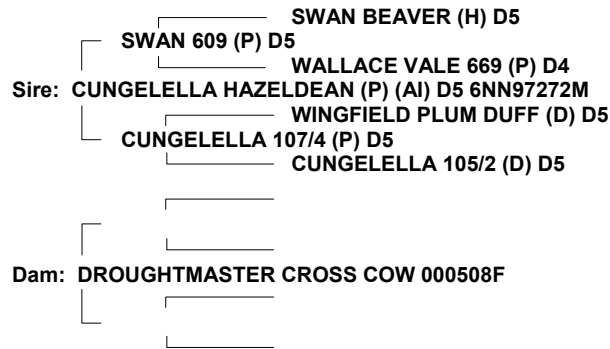 SWAN BEAVER (H) D5
SWAN 609 (P) D5
WALLACE VALE 669 (P) D4
Sire: CUNGELELLA HAZELDEAN (P) (AI) D5 6NN97272M
WINGFIELD PLUM DUFF (D) D5
CUNGELELLA 107/4 (P) D5
CUNGELELLA 105/2 (D) D5
Dam: DROUGHTMASTER CROSS COW 000508F